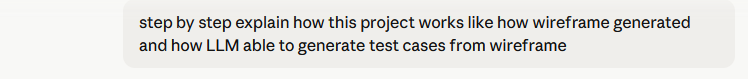 step by step explain how this project works like how wireframe generated
and how LLM able to generate test cases from wireframe